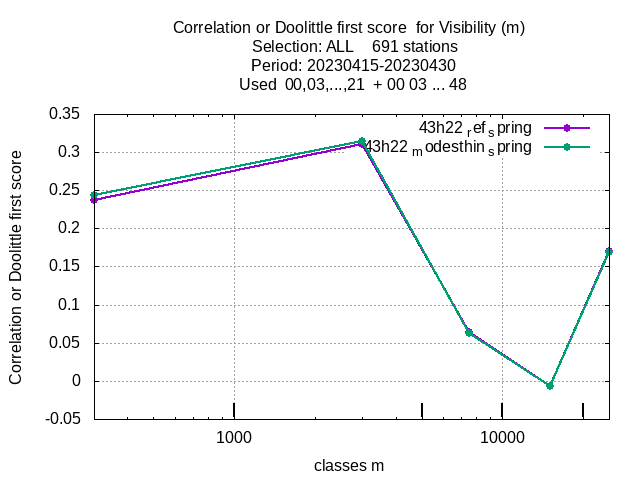 Correlation or Doolittle first score  for Visibility (m)
Selection: ALL    691 stations
Period: 20230415-20230430
Used  00,03,...,21  + 00 03 ... 48
0.35
43h22 ref spring
0.3
43h22 modesthin spring
0.25
0.2
0.15
0.1
0.05
0
-0.05
Correlation or Doolittle first score
1000 10000
classes m